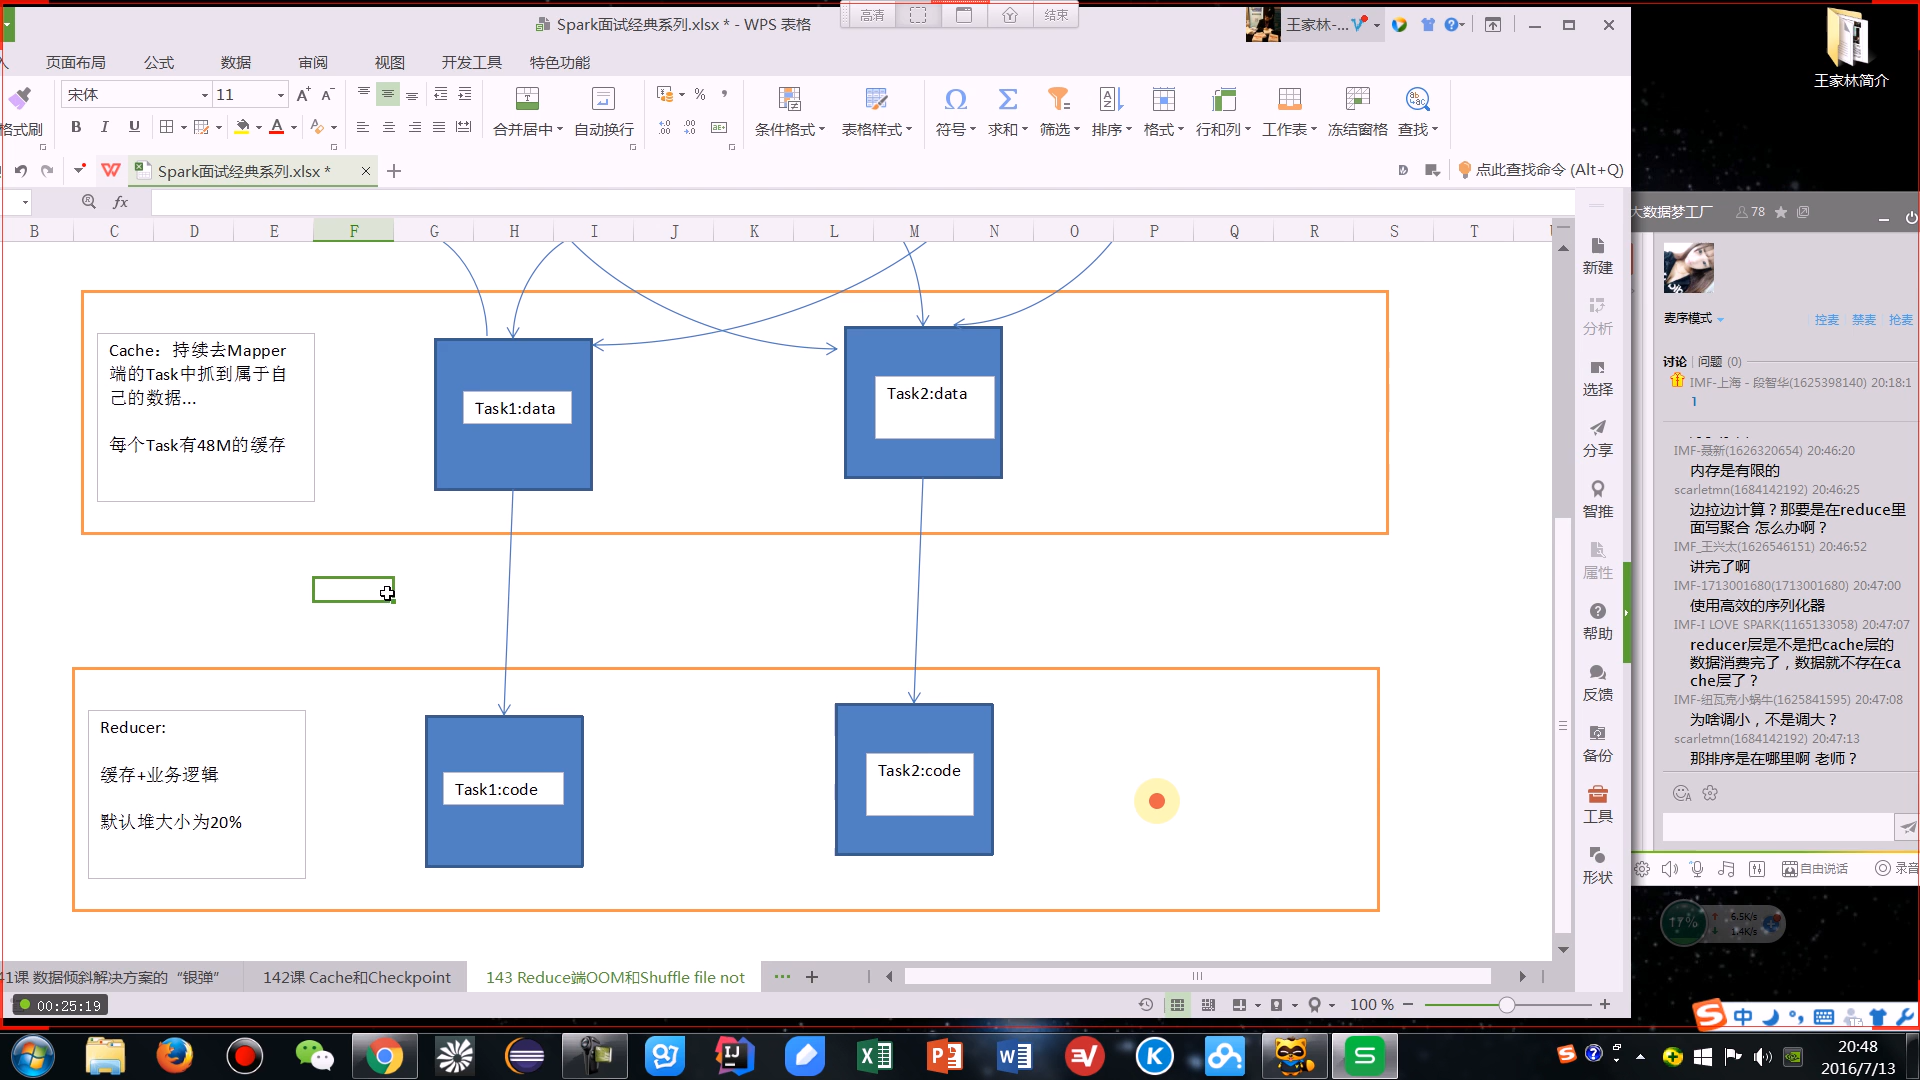 高清
结束
Spark面试经典系列.xlsx * - WPS 表格
王家林-...
王家林简介
页面布局
公式
数据
审阅
视图
开发工具
特色功能
格式刷
宋体
11
合并居中
自动换行
条件格式
表格样式
符号
求和
筛选
排序
格式
行和列
工作表
冻结窗格
查找
Spark面试经典系列.xlsx *
点此查找命令 (Alt+Q)
fx
B C D E F G H I J K L M N O P Q R S T
Cache：持续去Mapper
端的Task中抓到属于自
己的数据...
每个Task有48M的缓存
Task1:data
Task2:data
Reducer:
缓存+业务逻辑
默认堆大小为20%
Task1:code
Task2:code
新建
分析
选择
分享
智推
属性
帮助
反馈
备份
工具
形状
大数据梦工厂
78
麦序模式
控麦 禁麦 抢麦
讨论 | 问题 (0)
IMF-上海 - 段智华(1625398140) 20:18:1
1
IMF-聂新(1626320654) 20:46:20
内存是有限的
scarletmn(1684142192) 20:46:25
边拉边计算？那要是在reduce里
面写聚合 怎么办啊？
IMF_王兴太(1626546151) 20:46:52
讲完了啊
IMF-1713001680(1713001680) 20:47:00
使用高效的序列化器
IMF-I LOVE SPARK(1165133058) 20:47:07
reducer层是不是把cache层的
数据消费完了，数据就不存在ca
che层了？
IMF-纽瓦克小蜗牛(1625841595) 20:47:08
为啥调小，不是调大？
scarletmn(1684142192) 20:47:13
那排序是在哪里啊 老师？
自由说话
录音
17%
6.5K/s
1.4K/s
41课 数据倾斜解决方案的“银弹”
142课 Cache和Checkpoint
143 Reduce端OOM和Shuffle file not
00:25:19
100 %
中
20:48
2016/7/13